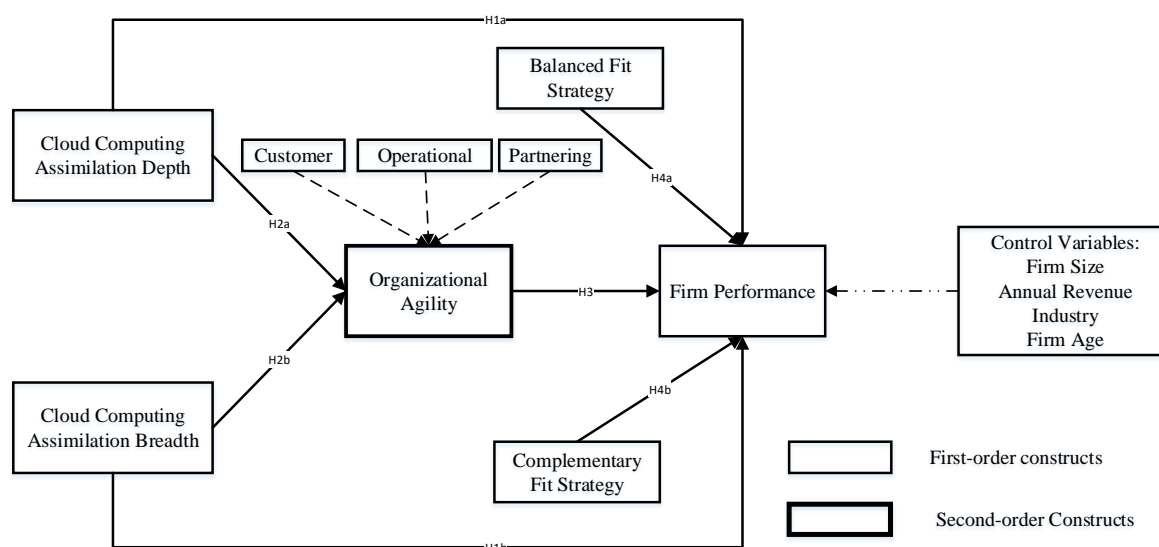 H1a
Balanced Fit
Strategy
Cloud Computing
Assimilation Depth
Customer
Operational
Partnering
H4a
H2a
Control Variables:
Firm Size
Annual Revenue
Industry
Firm Age
Organizational
Agility
H3
Firm Performance
H2b
H4b
Cloud Computing
Assimilation Breadth
Complementary
Fit Strategy
First-order constructs
Second-order Constructs
H1b